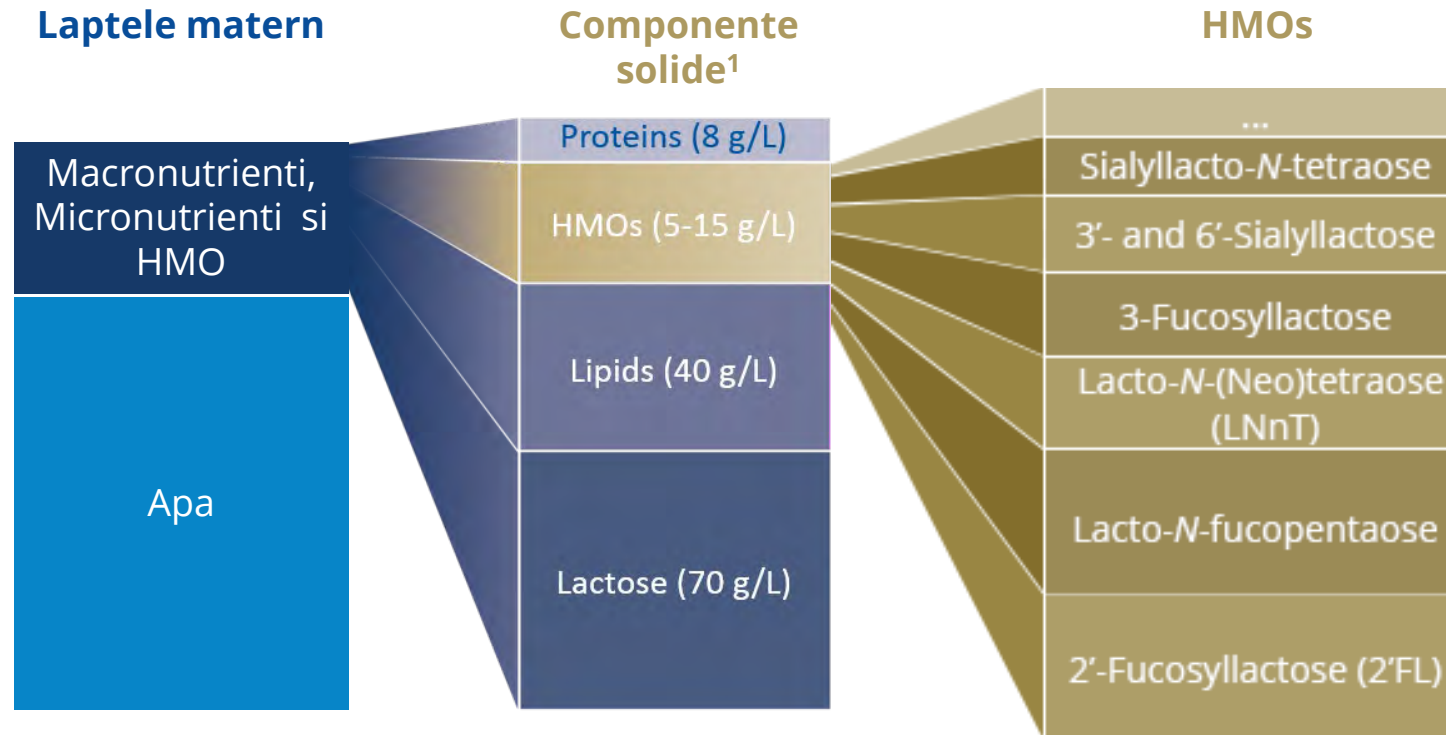 Laptele matern
Componente
solide¹
HMOs
Macronutrienti,
Micronutrienti si
HMO
Apa
Proteins (8 g/L)
HMOs (5-15 g/L)
Lipids (40 g/L)
Lactose (70 g/L)
...
Sialyllacto-N-tetraose
3’- and 6’-Sialyllactose
3-Fucosyllactose
Lacto-N-(Neo)tetraose
(LNnT)
Lacto-N-fucopentaose
2’-Fucosyllactose (2’FL)